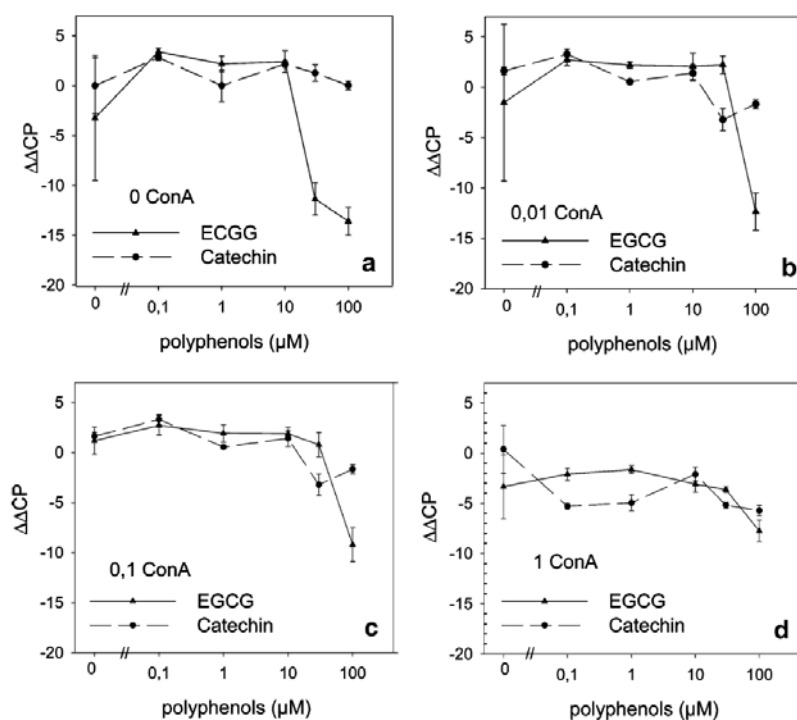 5
0
-5
-10
-15
-20
ΔΔCP
0 ConA
ECGG
Catechin
a
0 // 0,1 1 10 100
polyphenols (µM)
5
0
-5
-10
-15
-20
ΔΔCP
0,01 ConA
EGCG
Catechin
b
0 // 0,1 1 10 100
polyphenols (µM)
5
0
-5
-10
-15
-20
ΔΔCP
0,1 ConA
EGCG
Catechin
c
0 // 0,1 1 10 100
polyphenols (µM)
5
0
-5
-10
-15
-20
ΔΔCP
1 ConA
EGCG
Catechin
d
0 // 0,1 1 10 100
polyphenols (µM)